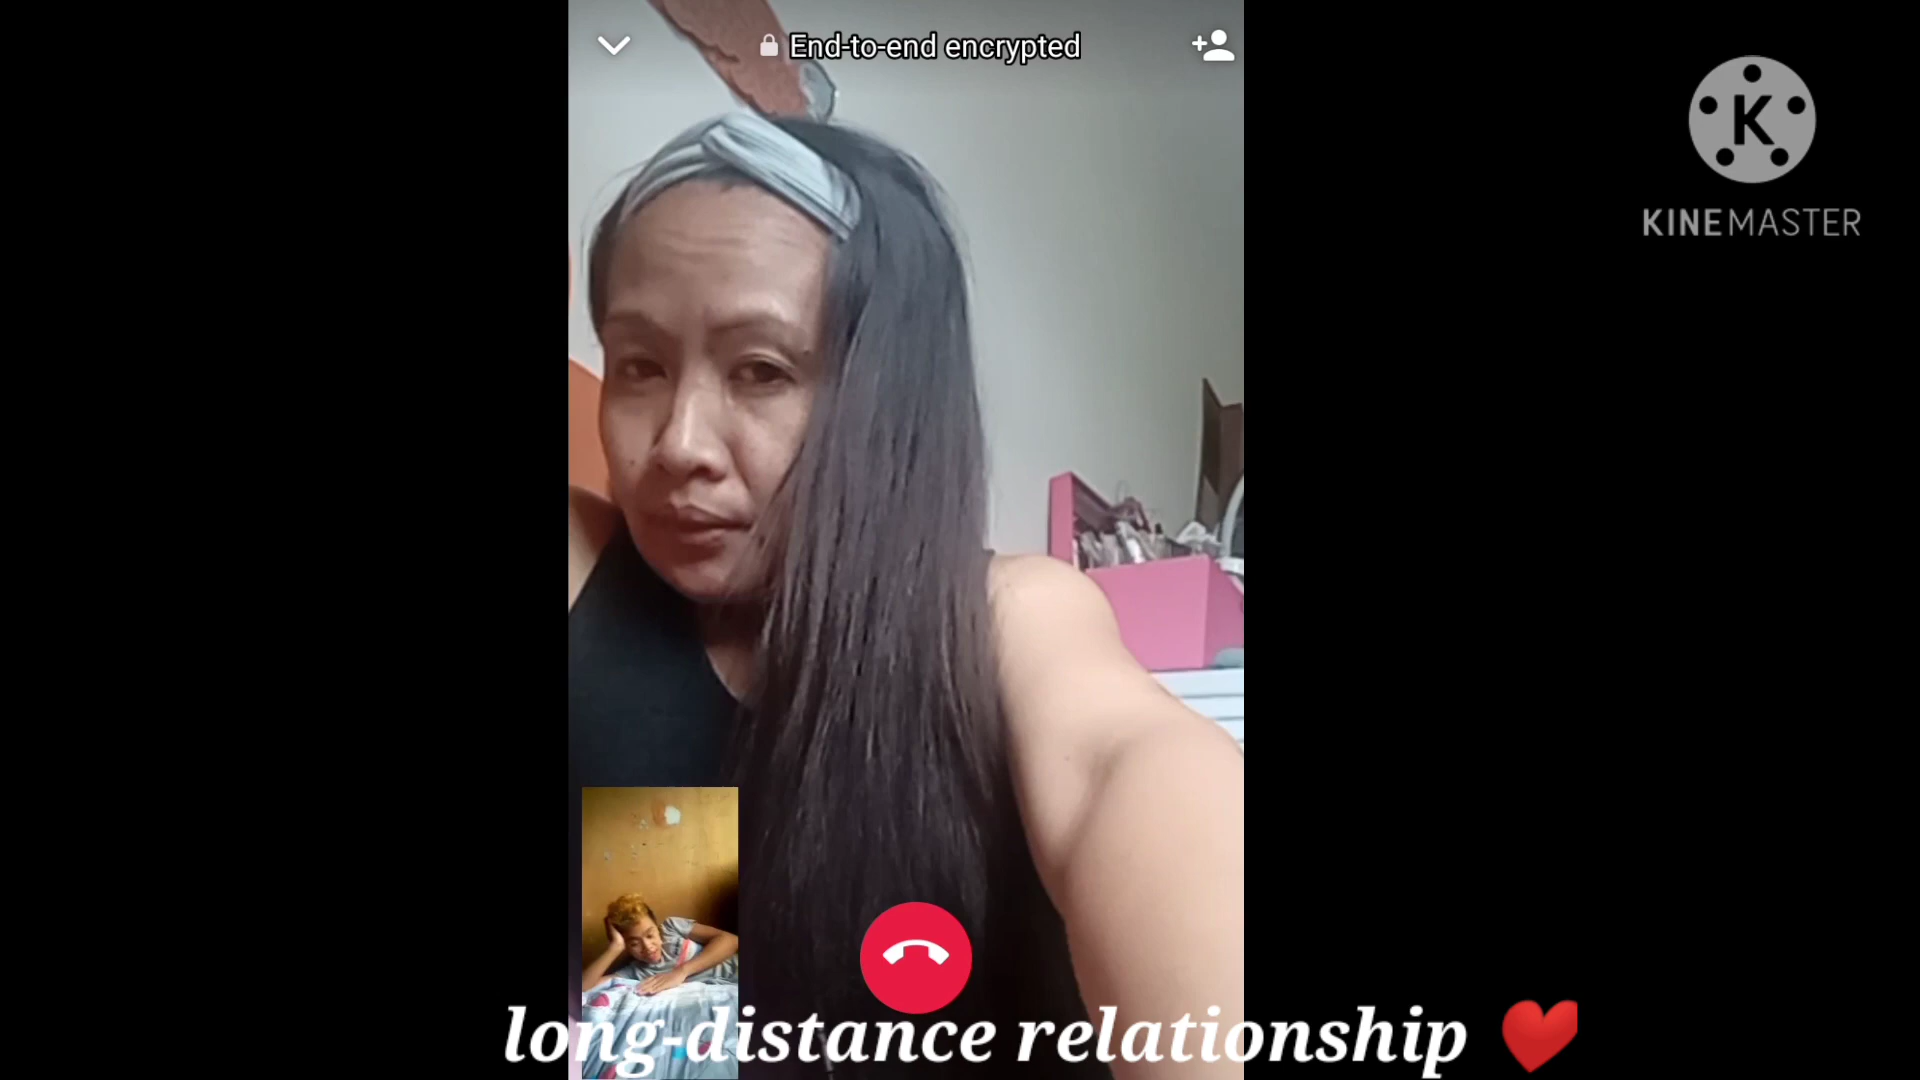 End-to-end encrypted
K
KINEMASTER
long-distance relationship ❤️